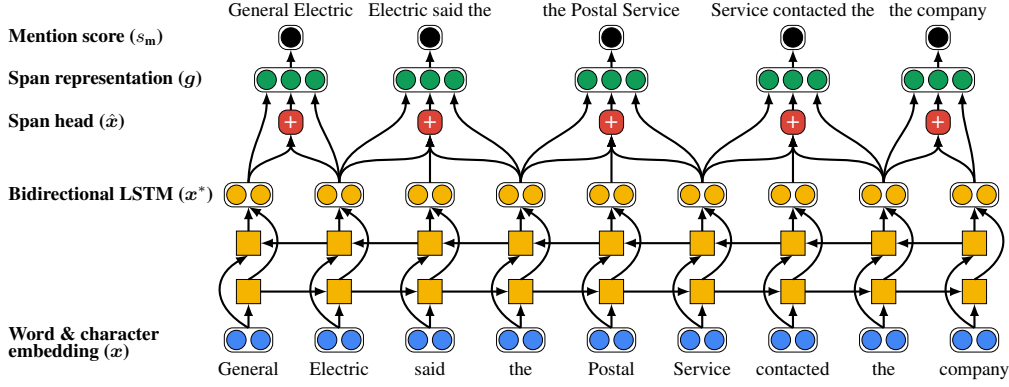 General Electric Electric said the the Postal Service Service contacted the the company
Mention score (sm)
Span representation (g)
Span head (x̂)
+ + + + +
Bidirectional LSTM (x*)
Word & character
embedding (x)
General Electric said the Postal Service contacted the company